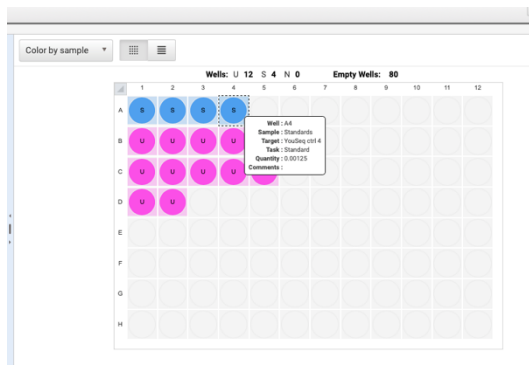 Color by sample
Wells: U 12 S 4 N 0 Empty Wells: 80
1 2 3 4 5 6 7 8 9 10 11 12
A S S S S
Well : A4
Sample : Standards
B U U U U
Target : YouSeq ctrl 4
Task : Standard
Quantity : 0.00125
Comments :
C U U U U
D U U
E
F
G
H